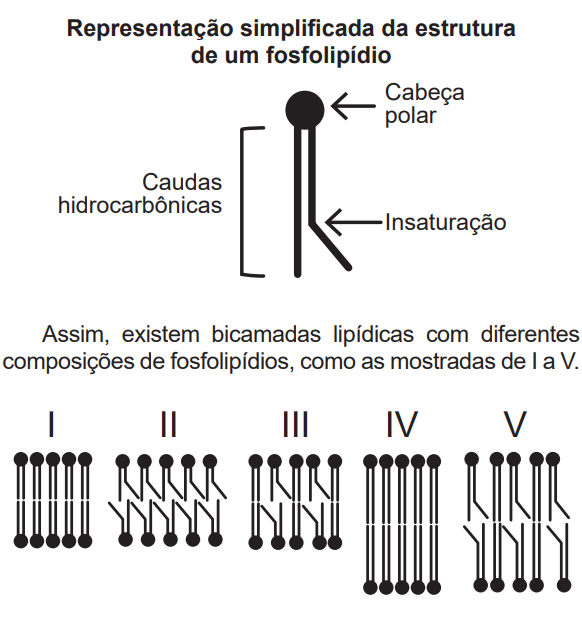 Representação simplificada da estrutura
de um fosfolipídio
Cabeça
polar
Caudas
hidrocarbônicas
Insaturação
Assim, existem bicamadas lipídicas com diferentes
composições de fosfolipídios, como as mostradas de I a V.
I II III IV V